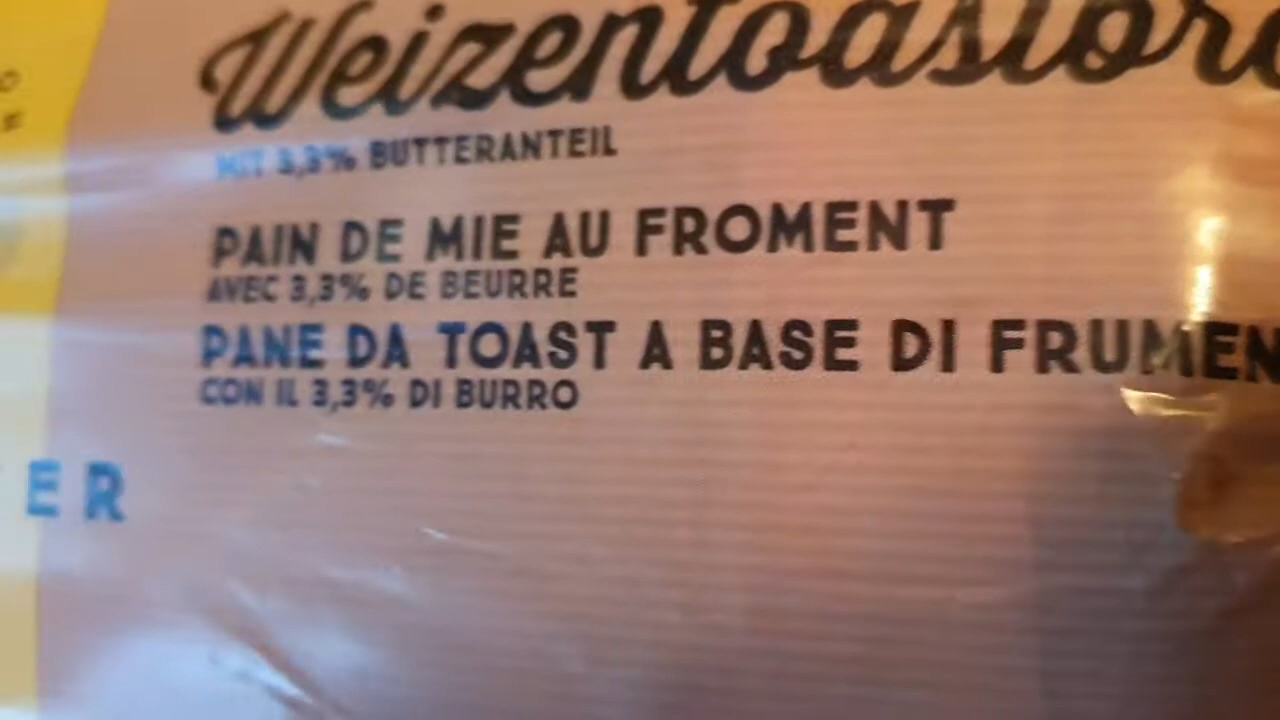 Weizentoastbro
MIT 3,3% BUTTERANTEIL
PAIN DE MIE AU FROMENT
AVEC 3,3% DE BEURRE
PANE DA TOAST A BASE DI FRUMEN
CON IL 3,3% DI BURRO
ER